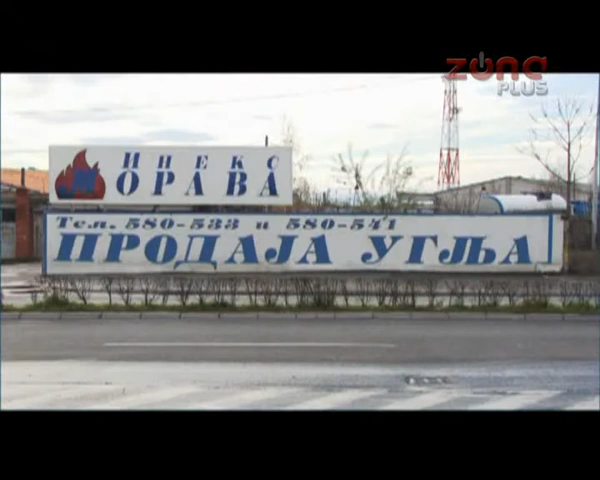 zona
PLUS
ИНЕКС
ОРАВА
Тел. 580-533 и 580-541
ПРОДАЈА УГЉА